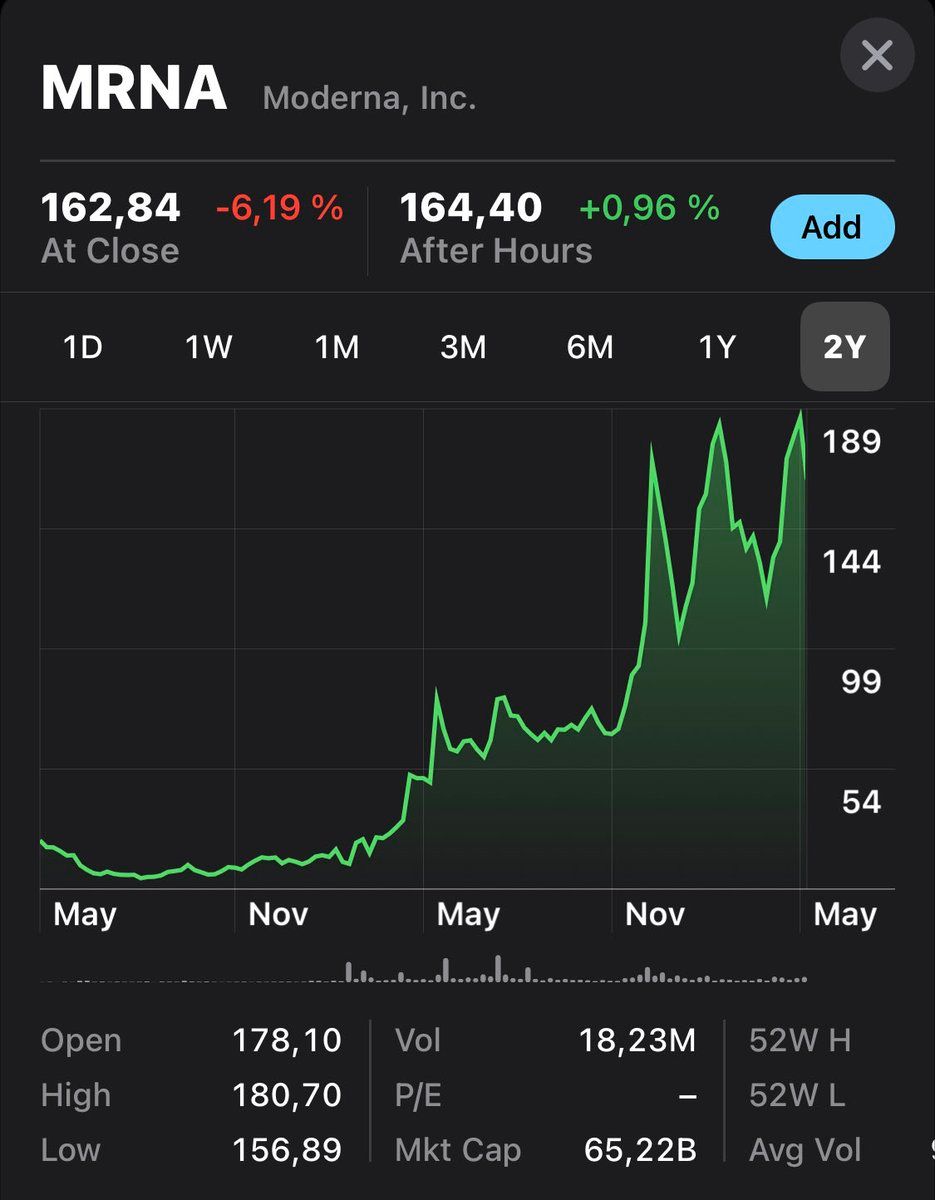 MRNA Moderna, Inc.
162,84 -6,19 % 164,40 +0,96 % Add
At Close After Hours
1D 1W 1M 3M 6M 1Y 2Y
189
144
99
54
May Nov May Nov May
Open 178,10 Vol 18,23M 52W H
High 180,70 P/E – 52W L
Low 156,89 Mkt Cap 65,22B Avg Vol